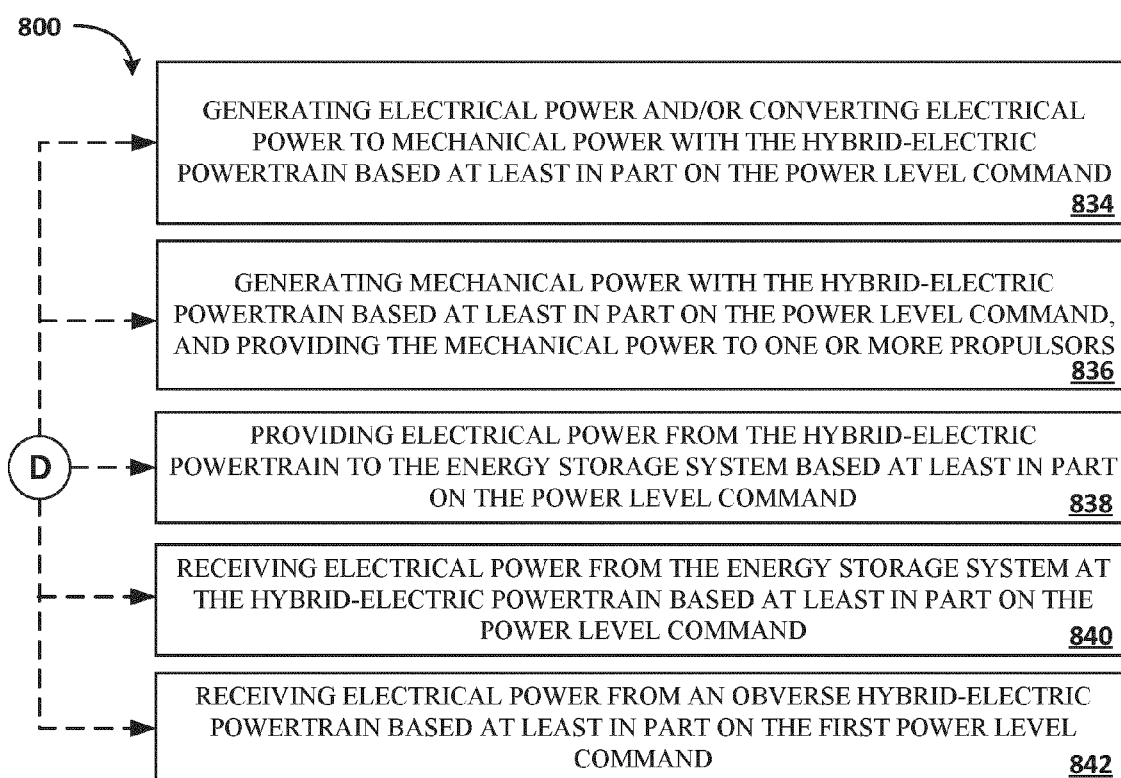 800
GENERATING ELECTRICAL POWER AND/OR CONVERTING ELECTRICAL
POWER TO MECHANICAL POWER WITH THE HYBRID-ELECTRIC
POWERTRAIN BASED AT LEAST IN PART ON THE POWER LEVEL COMMAND
834
GENERATING MECHANICAL POWER WITH THE HYBRID-ELECTRIC
POWERTRAIN BASED AT LEAST IN PART ON THE POWER LEVEL COMMAND,
AND PROVIDING THE MECHANICAL POWER TO ONE OR MORE PROPULSORS
836
D
PROVIDING ELECTRICAL POWER FROM THE HYBRID-ELECTRIC
POWERTRAIN TO THE ENERGY STORAGE SYSTEM BASED AT LEAST IN PART
ON THE POWER LEVEL COMMAND
838
RECEIVING ELECTRICAL POWER FROM THE ENERGY STORAGE SYSTEM AT
THE HYBRID-ELECTRIC POWERTRAIN BASED AT LEAST IN PART ON THE
POWER LEVEL COMMAND
840
RECEIVING ELECTRICAL POWER FROM AN OBVERSE HYBRID-ELECTRIC
POWERTRAIN BASED AT LEAST IN PART ON THE FIRST POWER LEVEL
COMMAND
842